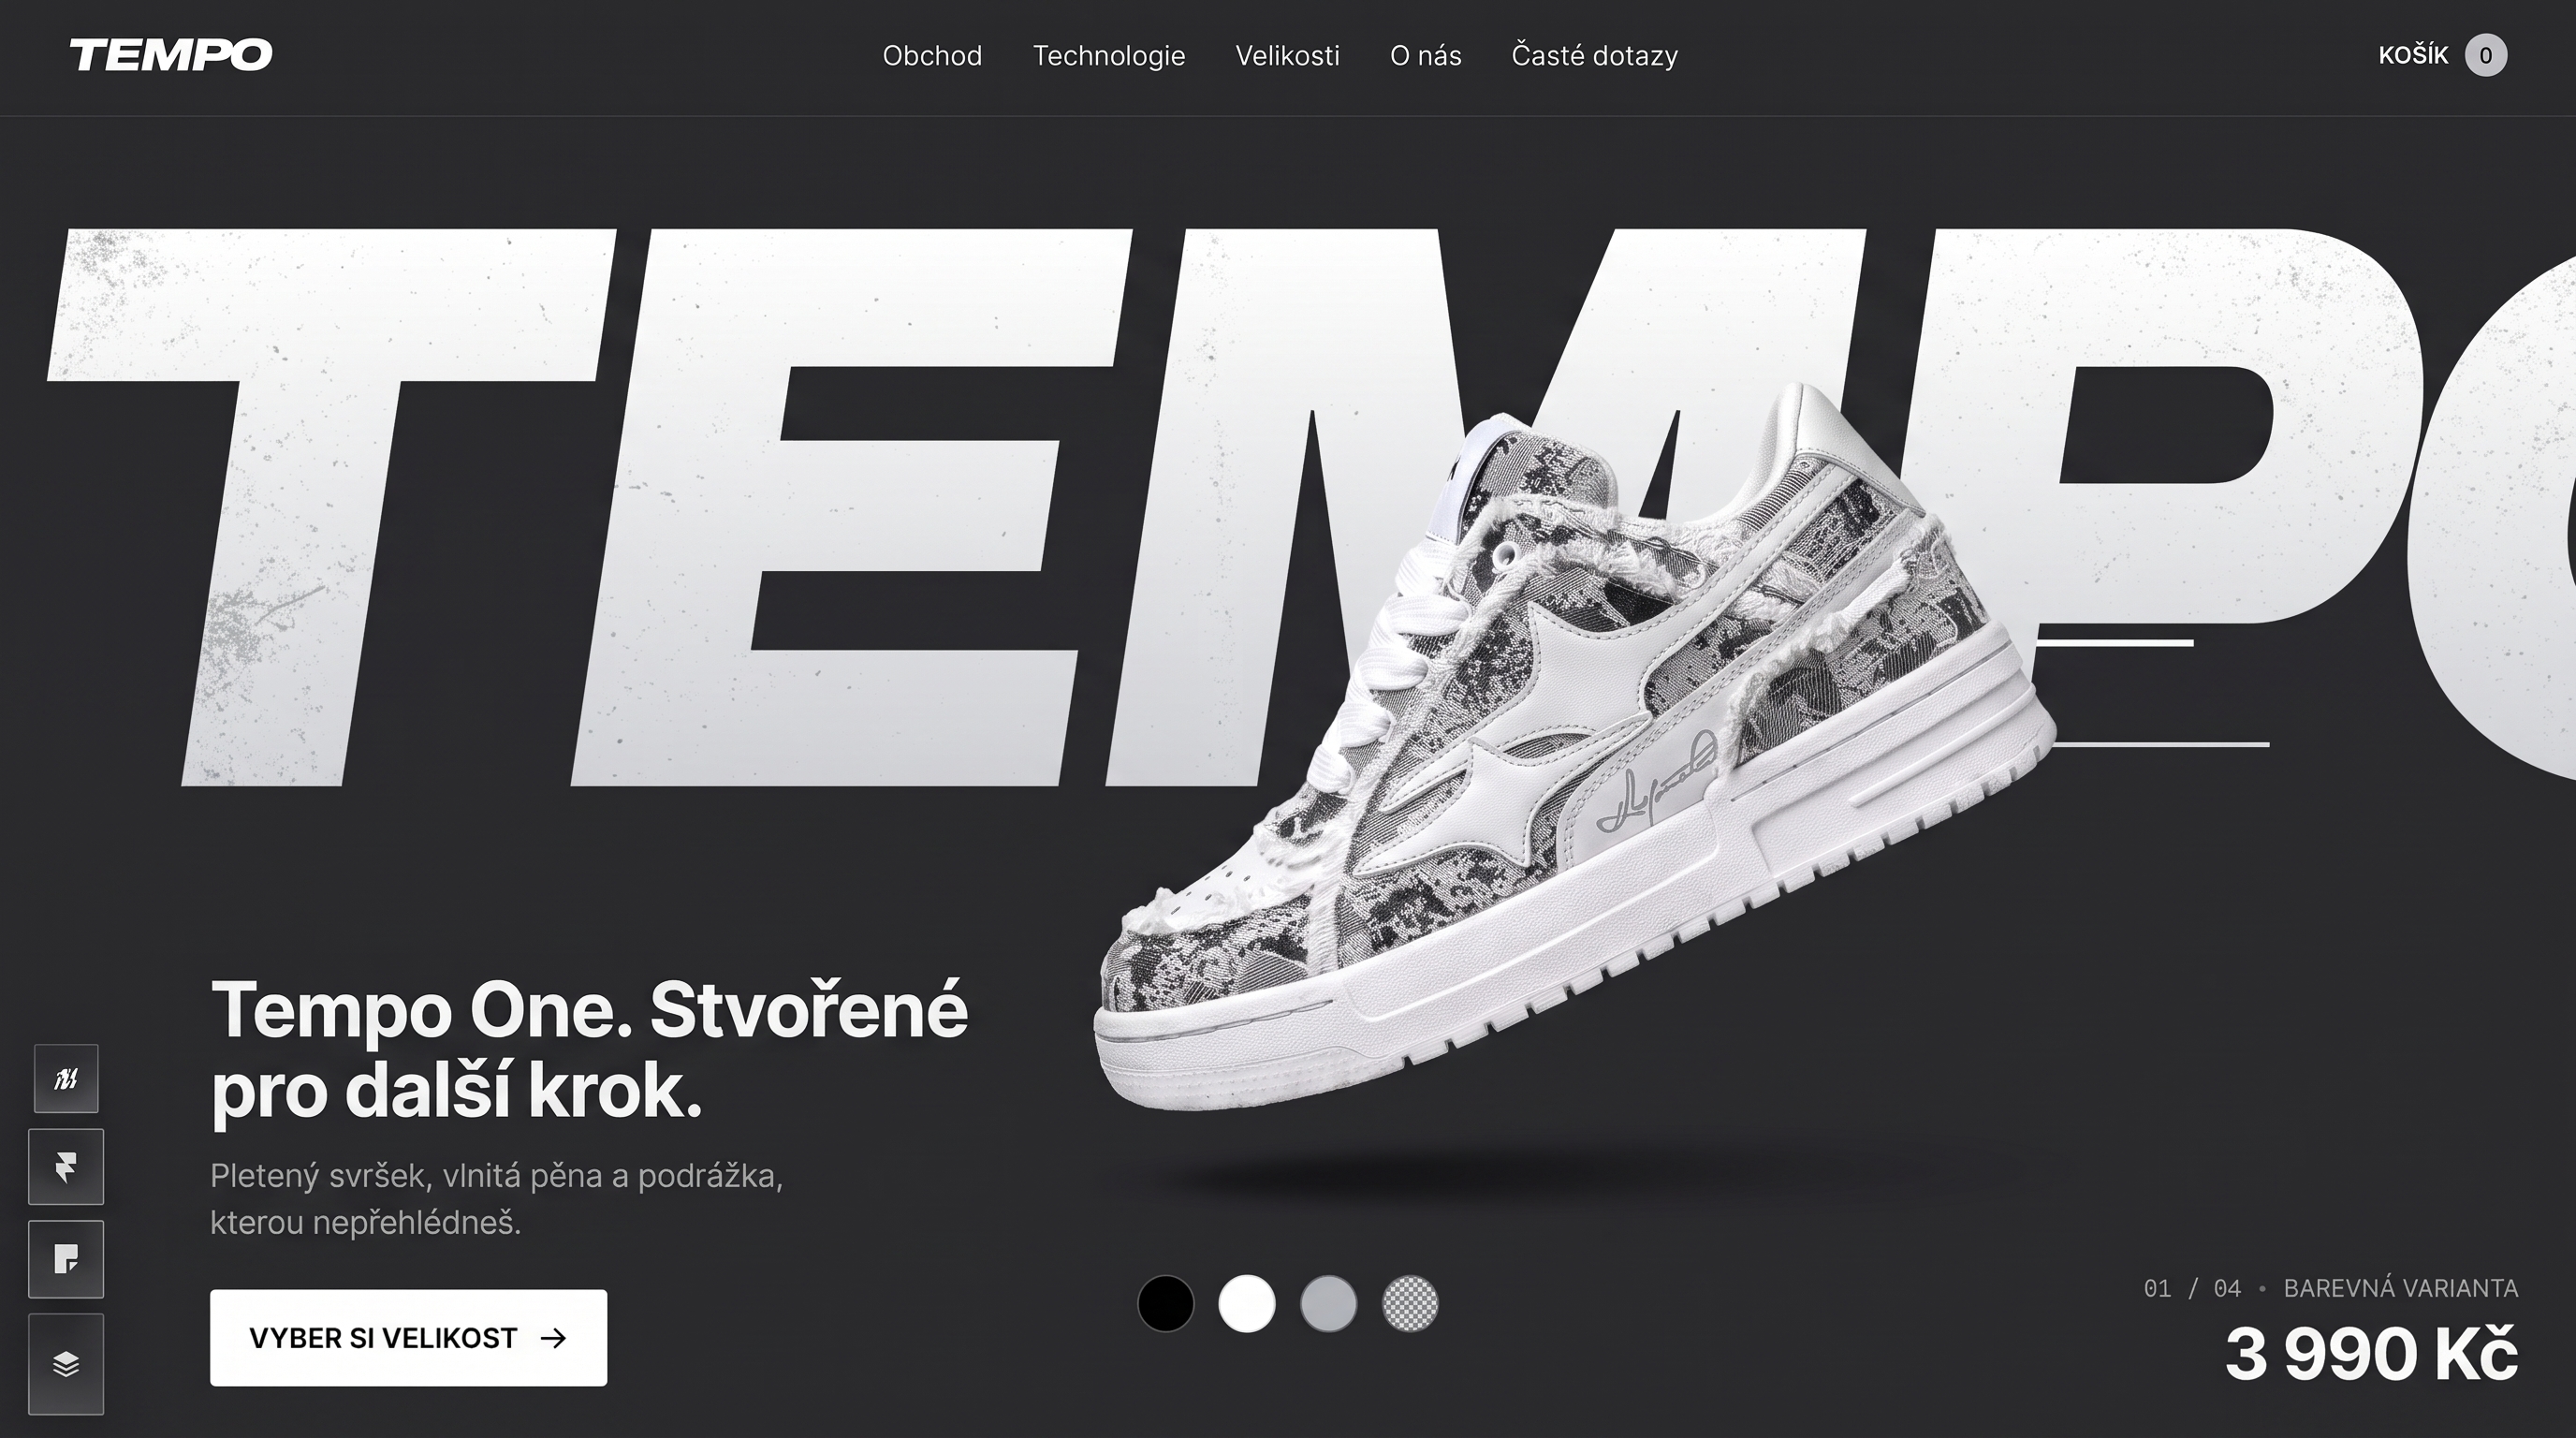 TEMPO
Obchod
Technologie
Velikosti
O nás
Časté dotazy
KOŠÍK 0
TEMPO
Tempo One. Stvořené
pro další krok.
Pletený svršek, vlnitá pěna a podrážka,
kterou nepřehlédneš.
VYBER SI VELIKOST →
01 / 04 • BAREVNÁ VARIANTA
3 990 Kč